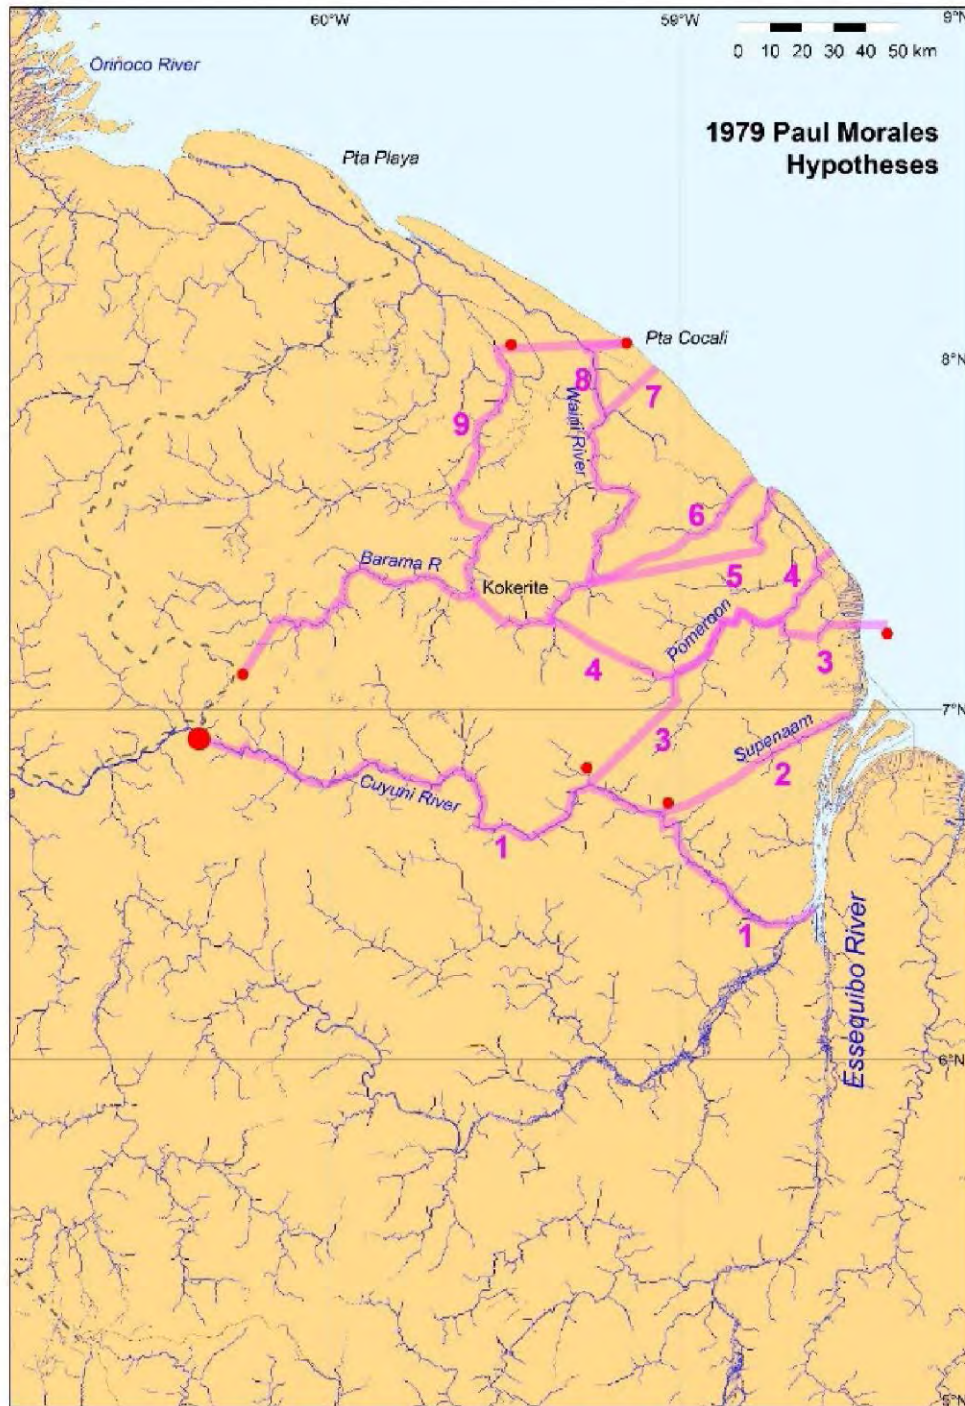 60°W
59°W
9°N
0 10 20 30 40 50 km
Orinoco River
1979 Paul Morales
Hypotheses
Pta Playa
Pta Cocali
8°N
8
7
9
Waini River
6
Barama R
Kokerite
5
4
Pomeroon
3
4
7°N
Supenaam
3
2
Cuyuni River
1
1
Essequibo River
6°N
5°N